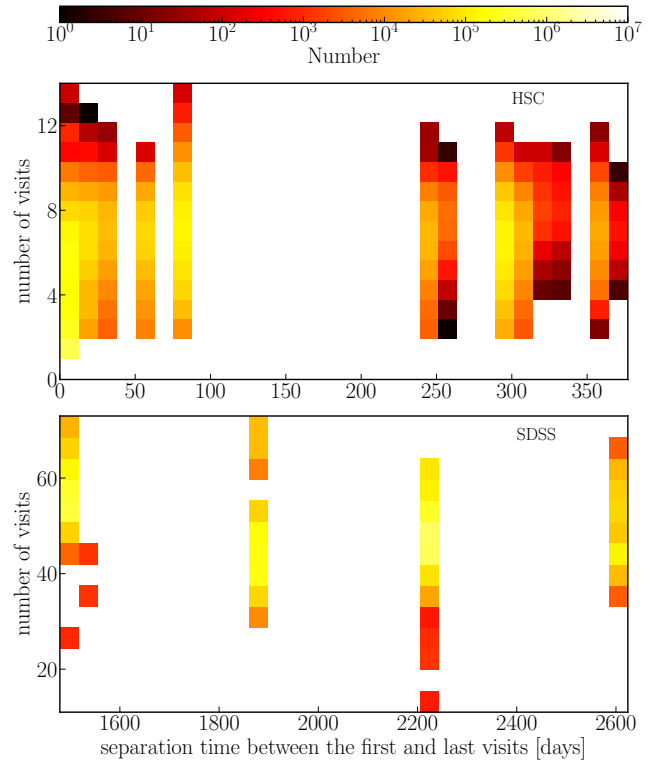 10^0 10^1 10^2 10^3 10^4 10^5 10^6 10^7
Number
HSC
12
8
4
0
number of visits
0 50 100 150 200 250 300 350
SDSS
60
40
20
number of visits
1600 1800 2000 2200 2400 2600
separation time between the first and last visits [days]